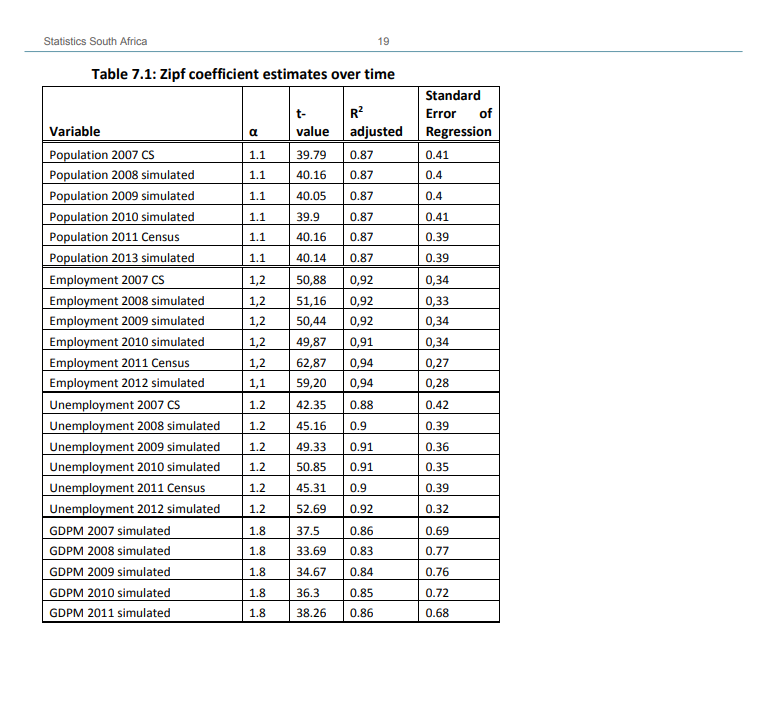 Statistics South Africa 19
Table 7.1: Zipf coefficient estimates over time
Variable α t-value R² adjusted Standard Error of Regression
Population 2007 CS 1.1 39.79 0.87 0.41
Population 2008 simulated 1.1 40.16 0.87 0.4
Population 2009 simulated 1.1 40.05 0.87 0.4
Population 2010 simulated 1.1 39.9 0.87 0.41
Population 2011 Census 1.1 40.16 0.87 0.39
Population 2013 simulated 1.1 40.14 0.87 0.39
Employment 2007 CS 1,2 50,88 0,92 0,34
Employment 2008 simulated 1,2 51,16 0,92 0,33
Employment 2009 simulated 1,2 50,44 0,92 0,34
Employment 2010 simulated 1,2 49,87 0,91 0,34
Employment 2011 Census 1,2 62,87 0,94 0,27
Employment 2012 simulated 1,1 59,20 0,94 0,28
Unemployment 2007 CS 1.2 42.35 0.88 0.42
Unemployment 2008 simulated 1.2 45.16 0.9 0.39
Unemployment 2009 simulated 1.2 49.33 0.91 0.36
Unemployment 2010 simulated 1.2 50.85 0.91 0.35
Unemployment 2011 Census 1.2 45.31 0.9 0.39
Unemployment 2012 simulated 1.2 52.69 0.92 0.32
GDPM 2007 simulated 1.8 37.5 0.86 0.69
GDPM 2008 simulated 1.8 33.69 0.83 0.77
GDPM 2009 simulated 1.8 34.67 0.84 0.76
GDPM 2010 simulated 1.8 36.3 0.85 0.72
GDPM 2011 simulated 1.8 38.26 0.86 0.68